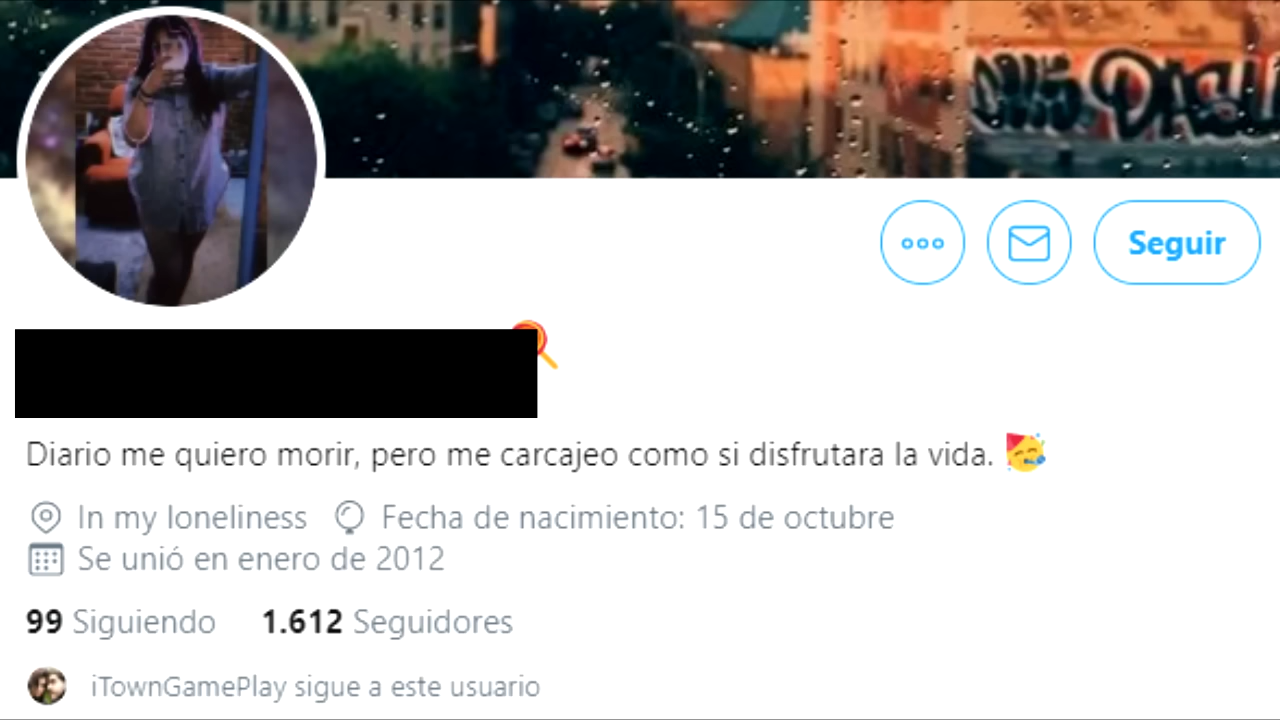 Seguir
Diario me quiero morir, pero me carcajeo como si disfrutara la vida. 🥳
In my loneliness Fecha de nacimiento: 15 de octubre
Se unió en enero de 2012
99 Siguiendo 1.612 Seguidores
iTownGamePlay sigue a este usuario